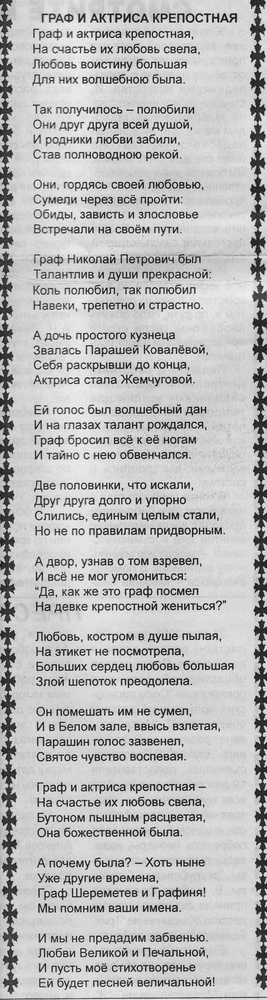 ГРАФ И АКТРИСА КРЕПОСТНАЯ
Граф и актриса крепостная,
На счастье их любовь свела,
Любовь воистину большая
Для них волшебною была.

Так получилось – полюбили
Они друг друга всей душой,
И родники любви забили,
Став полноводною рекой.

Они, гордясь своей любовью,
Сумели через всё пройти:
Обиды, зависть и злословье
Встречали на своём пути.

Граф Николай Петрович был
Талантлив и души прекрасной:
Коль полюбил, так полюбил
Навеки, трепетно и страстно.

А дочь простого кузнеца
Звалась Парашей Ковалёвой,
Себя раскрывши до конца,
Актриса стала Жемчуговой.

Ей голос был волшебный дан
И на глазах талант рождался,
Граф бросил всё к её ногам
И тайно с нею обвенчался.

Две половинки, что искали,
Друг друга долго и упорно
Слились, единым целым стали,
Но не по правилам придворным.

А двор, узнав о том взревел,
И всё не мог угомониться:
“Да, как же это граф посмел
На девке крепостной жениться?”

Любовь, костром в душе пылая,
На этикет не посмотрела,
Больших сердец любовь большая
Злой шепоток преодолела.

Он помешать им не сумел,
И в Белом зале, ввысь взлетая,
Парашин голос зазвенел,
Святое чувство воспевая.

Граф и актриса крепостная –
На счастье их любовь свела,
Бутоном пышным расцветая,
Она божественной была.

А почему была? – Хоть ныне
Уже другие времена,
Граф Шереметев и Графиня!
Мы помним ваши имена.

И мы не предадим забвенью.
Любви Великой и Печальной,
И пусть моё стихотворенье
Ей будет песней величальной!